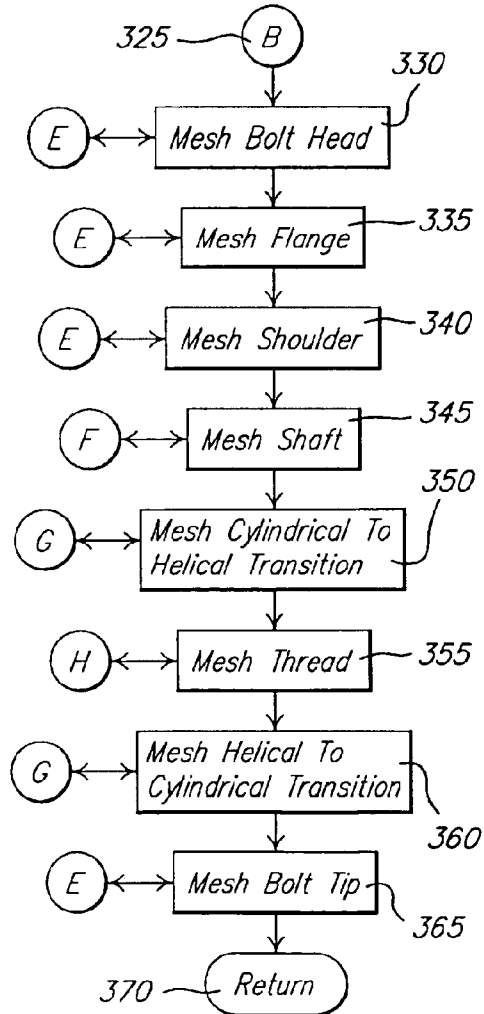 325
B
330
E
Mesh Bolt Head
335
E
Mesh Flange
340
E
Mesh Shoulder
345
F
Mesh Shaft
350
G
Mesh Cylindrical To
Helical Transition
355
H
Mesh Thread
G
Mesh Helical To
Cylindrical Transition
360
E
Mesh Bolt Tip
365
370
Return